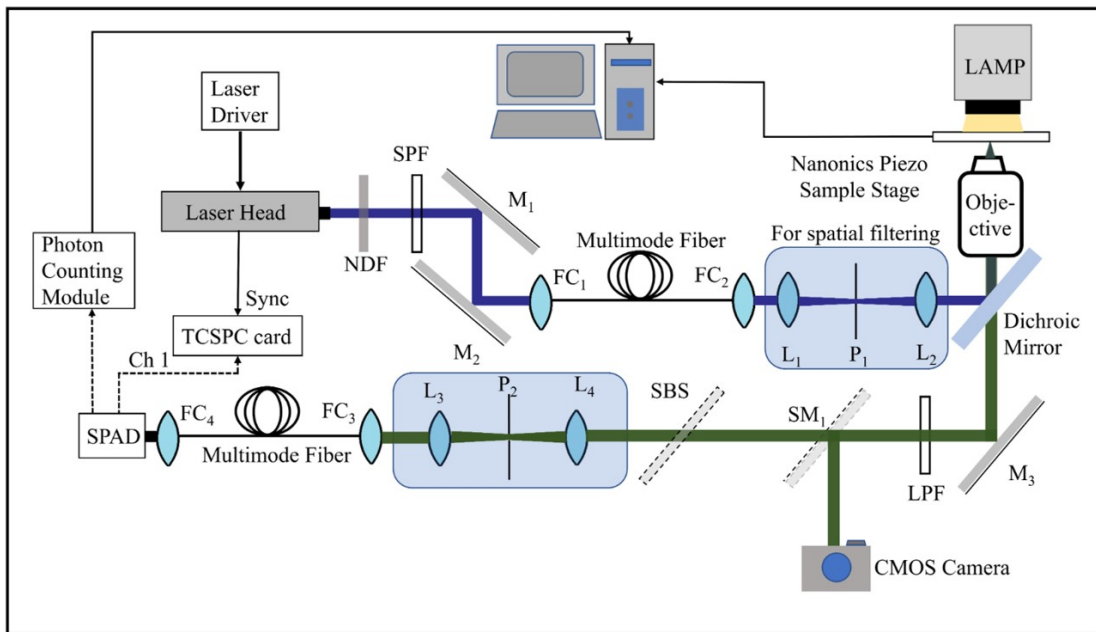 LAMP
Laser
Driver
SPF
M1
Nanonics Piezo
Sample Stage
Obje-
ctive
Laser Head
NDF
Multimode Fiber
For spatial filtering
Photon
Counting
Module
Sync
FC1
FC2
M2
L1
P1
L2
Dichroic
Mirror
TCSPC card
Ch 1
FC4
FC3
L3
P2
L4
SBS
SM1
SPAD
Multimode Fiber
LPF
M3
CMOS Camera